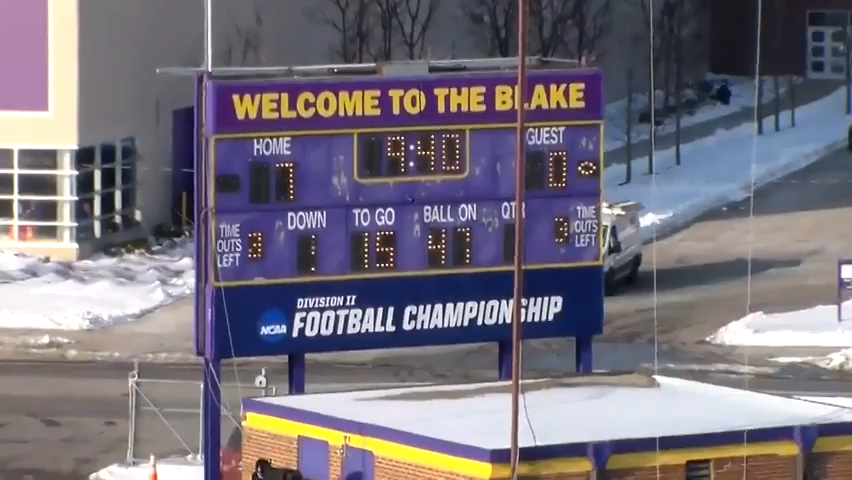 WELCOME TO THE BLAKE
HOME 9:40 GUEST
7 0
DOWN TO GO BALL ON QTR
TIME OUTS LEFT 3 1 15 47 3 TIME OUTS LEFT
DIVISION II
NCAA FOOTBALL CHAMPIONSHIP